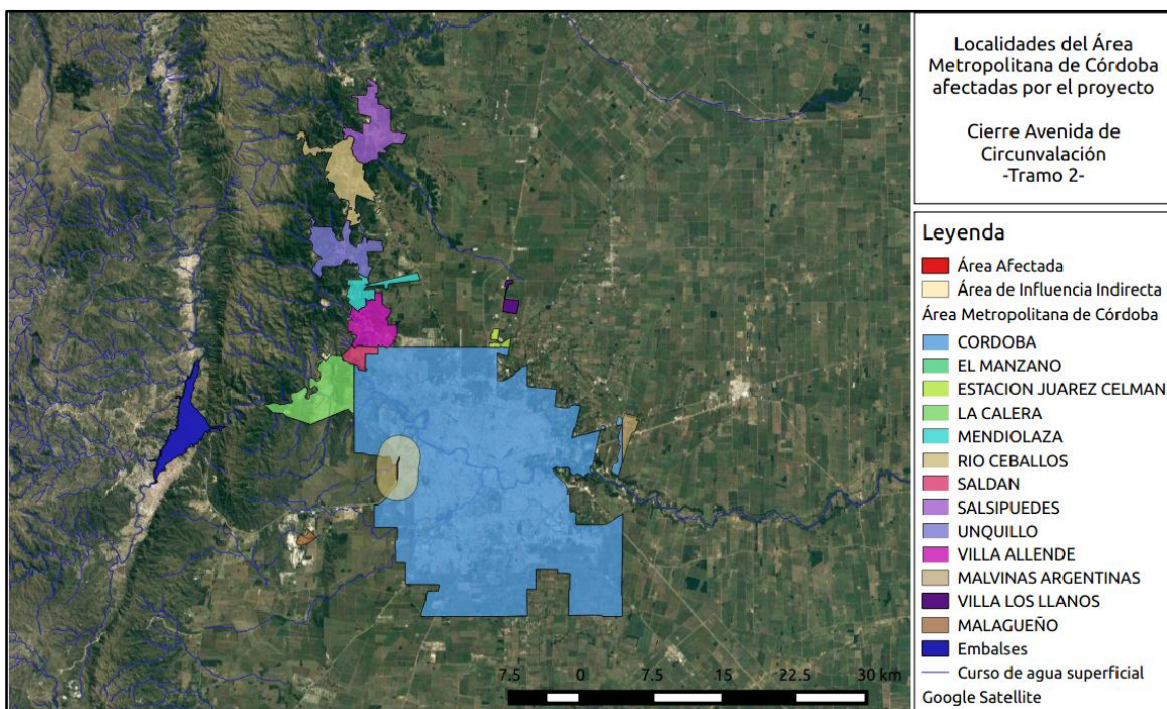 Localidades del Área
Metropolitana de Córdoba
afectadas por el proyecto
Cierre Avenida de
Circunvalación
-Tramo 2-
Leyenda
Área Afectada
Área de Influencia Indirecta
Área Metropolitana de Córdoba
CORDOBA
EL MANZANO
ESTACION JUAREZ CELMAN
LA CALERA
MENDIOLAZA
RIO CEBALLOS
SALDAN
SALSIPUEDES
UNQUILLO
VILLA ALLENDE
MALVINAS ARGENTINAS
VILLA LOS LLANOS
MALAGUEÑO
Embalses
Curso de agua superficial
Google Satellite
7.5 0 7.5 15 22.5 30 km